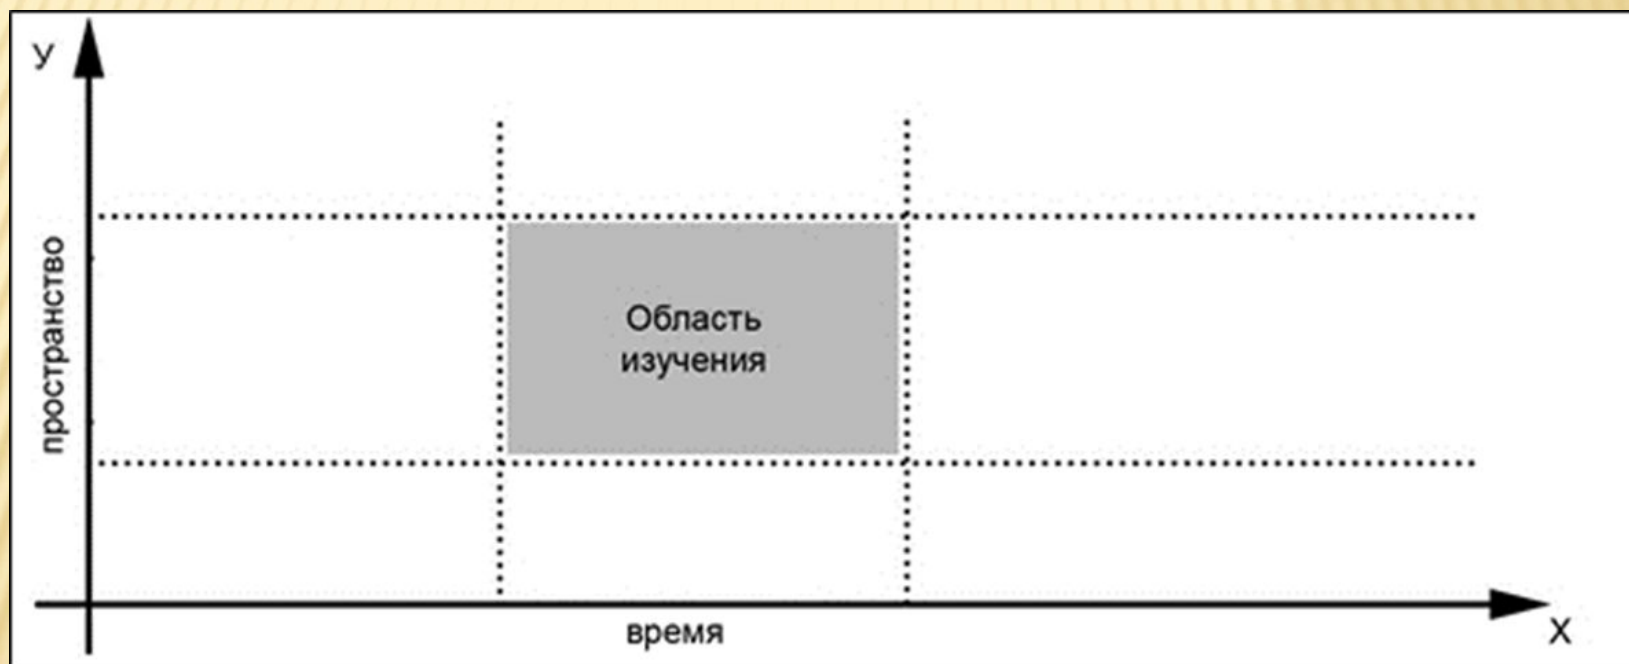 У
пространство
Область
изучения
время
Х